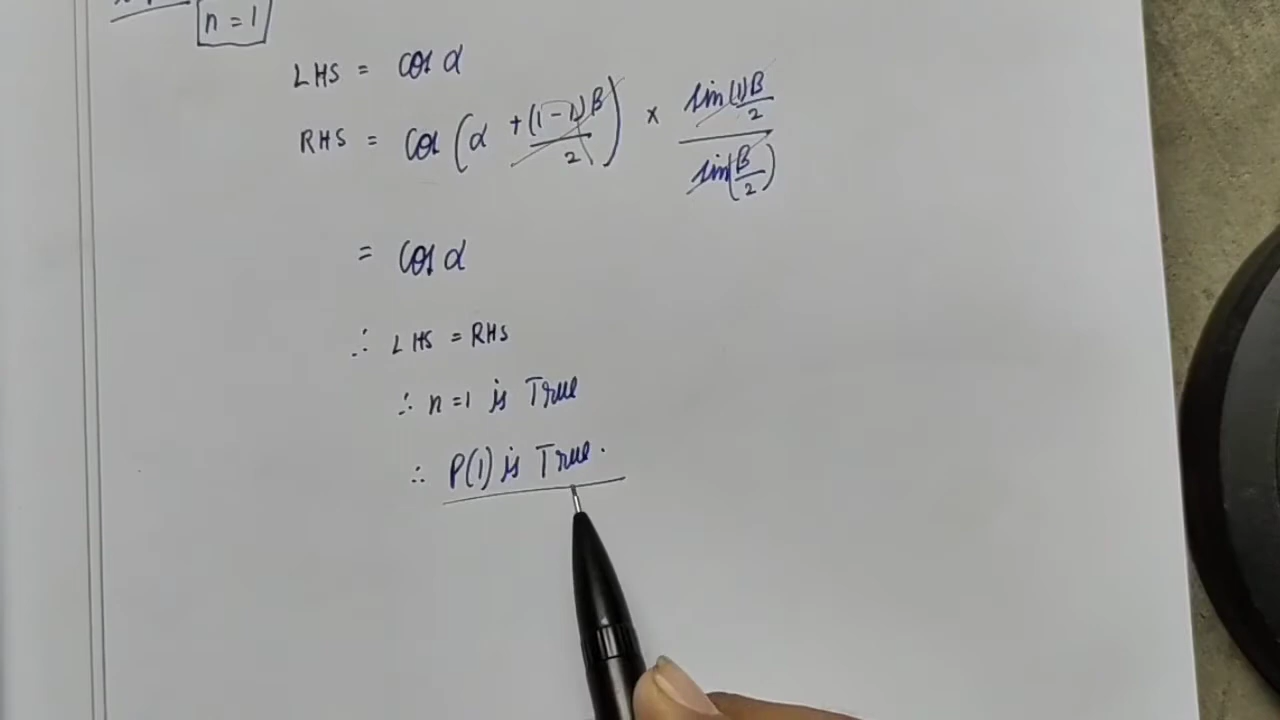 n = 1
LHS = cos α
RHS = cos (α + (1-1)β/2) × sin(1)β/2 / sin(β/2)
= cos α
∴ LHS = RHS
∴ n = 1 is True
∴ P(1) is True.